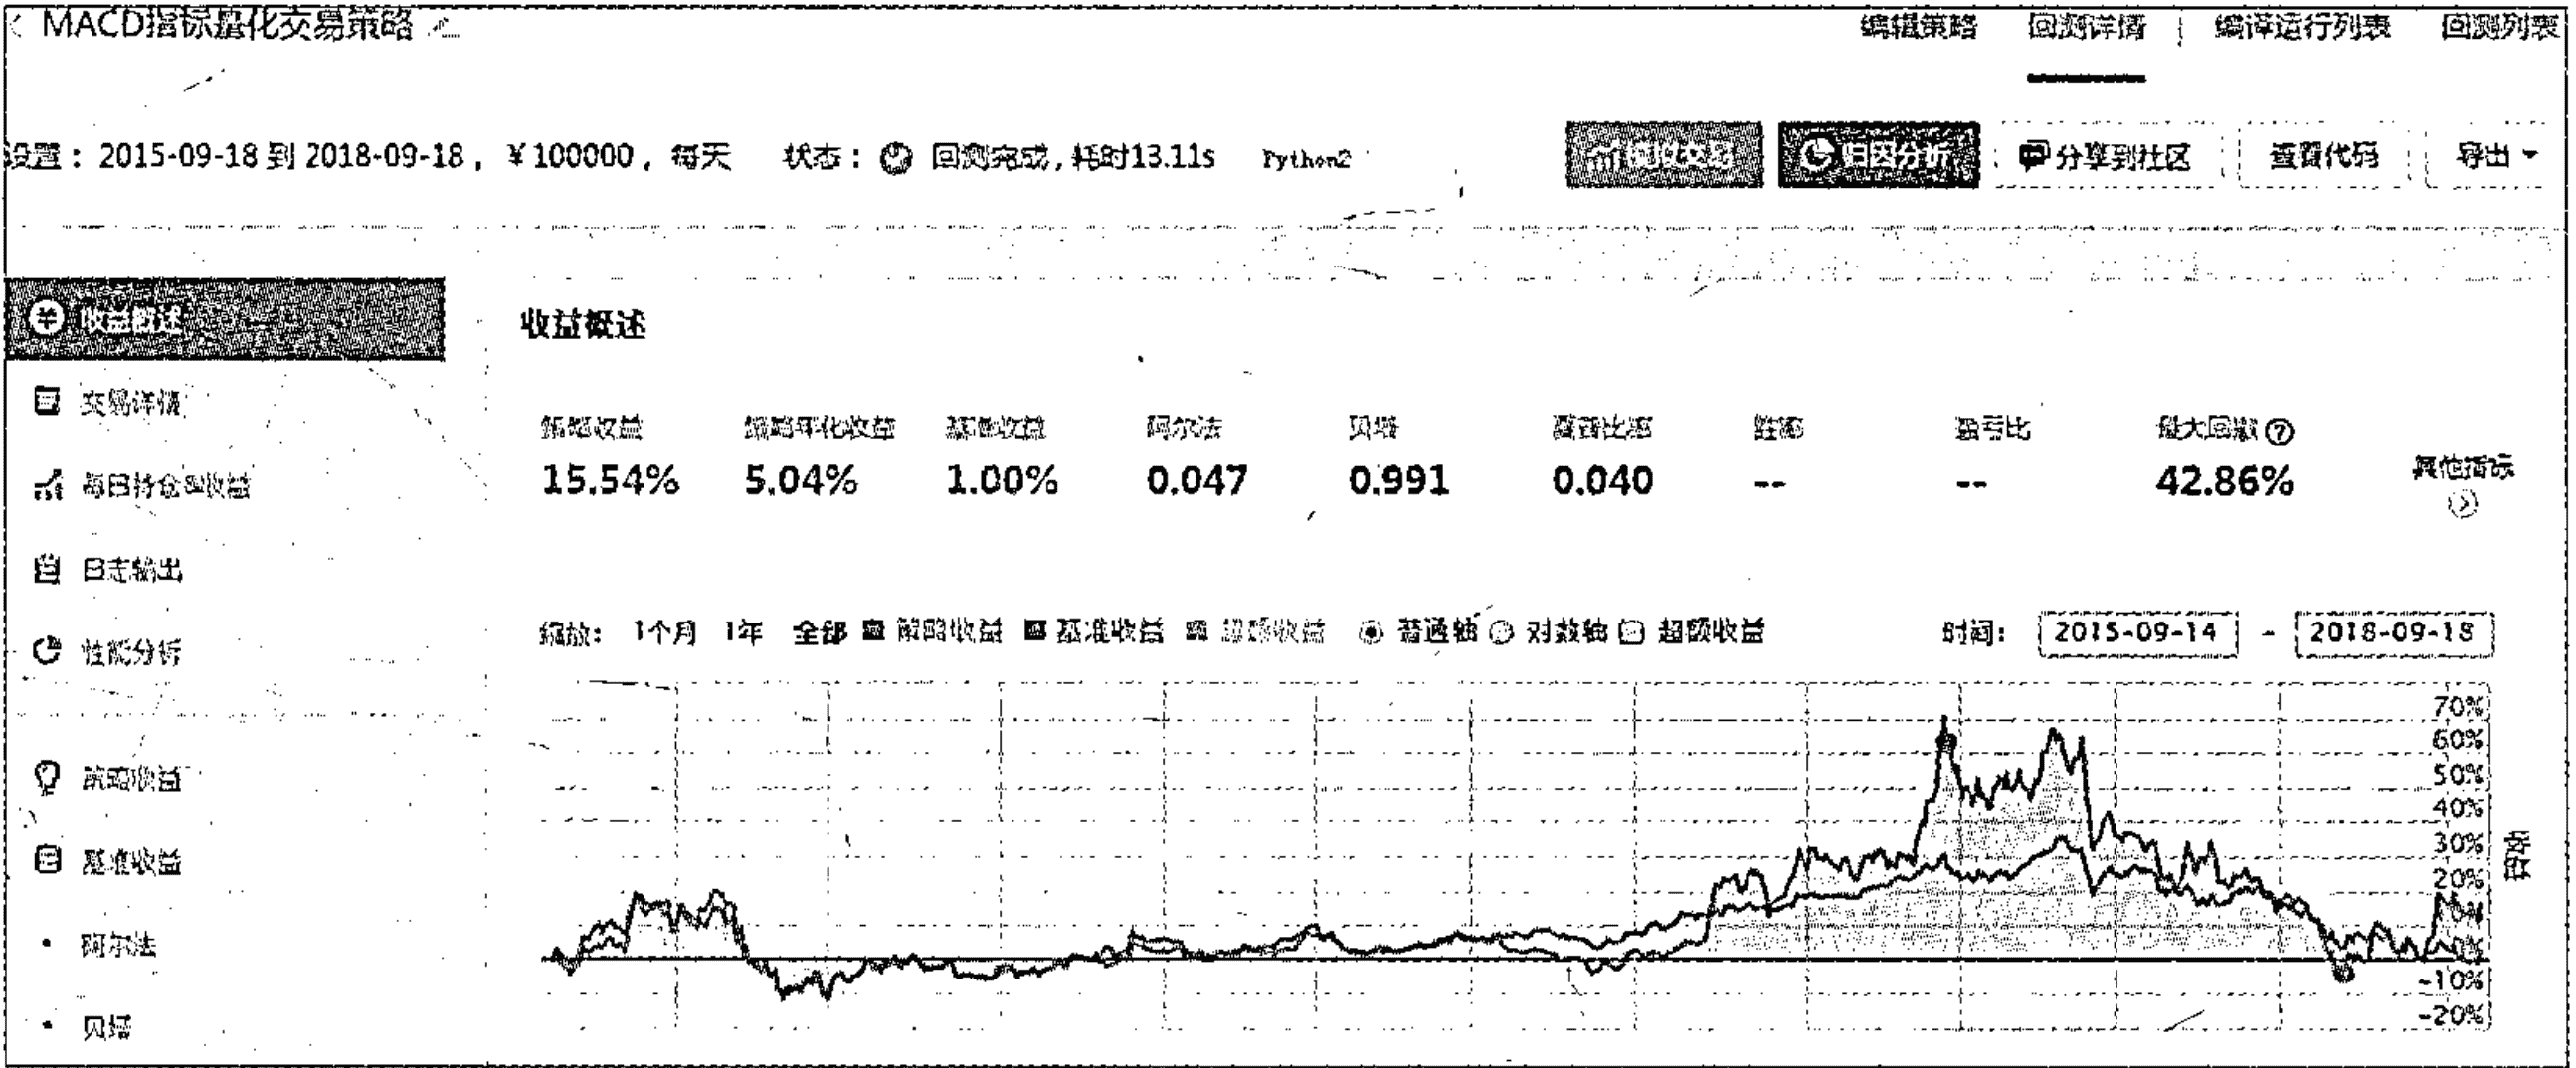 MACD指标量化交易策略
编辑策略 回测详情 | 编译运行列表 回测列表
设置：2015-09-18 到 2018-09-18，￥100000，每天 状态： 回测完成，耗时13.11s Python2
模拟交易 归因分析 分享到社区 查看代码 导出
收益概述
交易详情
每日持仓&收益
日志输出
性能分析
策略收益
基准收益
• 阿尔法
• 贝塔
收益概述
策略收益 策略年化收益 基准收益 阿尔法 贝塔 夏普比率 胜率 盈亏比 最大回撤 ?
15.54% 5.04% 1.00% 0.047 0.991 0.040 -- -- 42.86%
其他指标
缩放： 1个月 1年 全部 策略收益 基准收益 超额收益 普通轴 对数轴 超额收益 时间： 2015-09-14 - 2018-09-18
70%
60%
50%
40%
30%
20%
0%
-10%
-20%